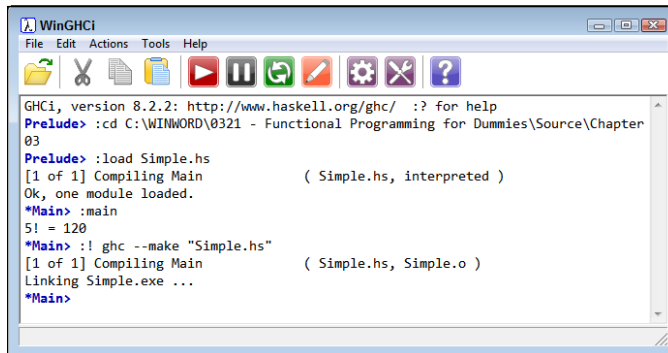 WinGHCi
File Edit Actions Tools Help
GHCi, version 8.2.2: http://www.haskell.org/ghc/  :? for help
Prelude> :cd C:\WINWORD\0321 - Functional Programming for Dummies\Source\Chapter
03
Prelude> :load Simple.hs
[1 of 1] Compiling Main             ( Simple.hs, interpreted )
Ok, one module loaded.
*Main> :main
5! = 120
*Main> :! ghc --make "Simple.hs"
[1 of 1] Compiling Main             ( Simple.hs, Simple.o )
Linking Simple.exe ...
*Main>